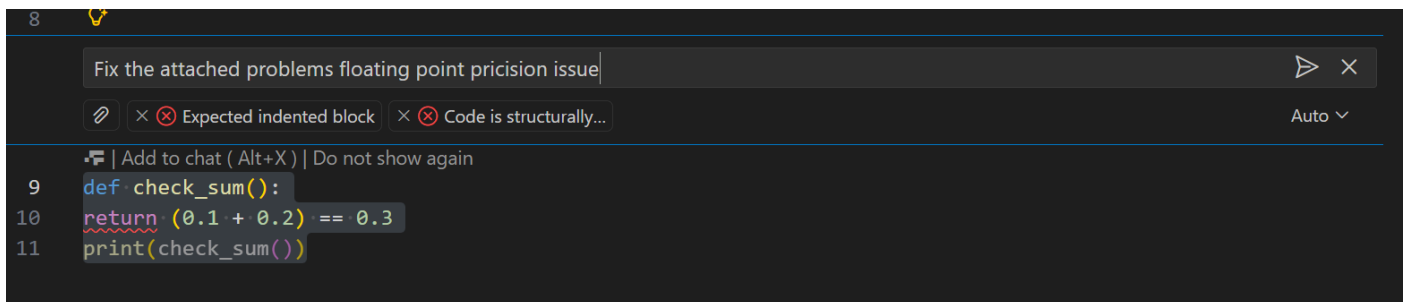 8
Fix the attached problems floating point pricision issue
Expected indented block Code is structurally... Auto
| Add to chat ( Alt+X ) | Do not show again
9 def check_sum():
10 return (0.1 + 0.2) == 0.3
11 print(check_sum())